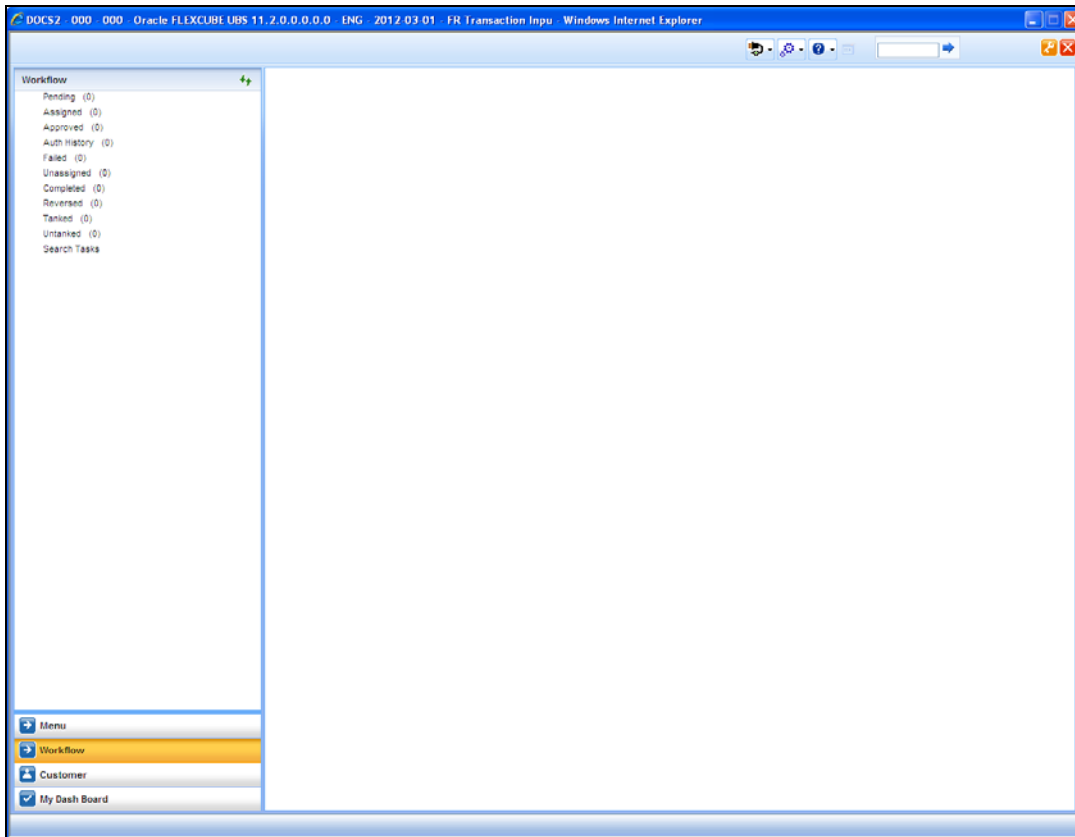 DOCS2 - 000 - 000 - Oracle FLEXCUBE UBS 11.2.0.0.0.0.0 - ENG - 2012-03-01 - FR Transaction Inpu - Windows Internet Explorer
Workflow
Pending (0)
Assigned (0)
Approved (0)
Auth History (0)
Failed (0)
Unassigned (0)
Completed (0)
Reversed (0)
Tanked (0)
Untanked (0)
Search Tasks
Menu
Workflow
Customer
My Dash Board